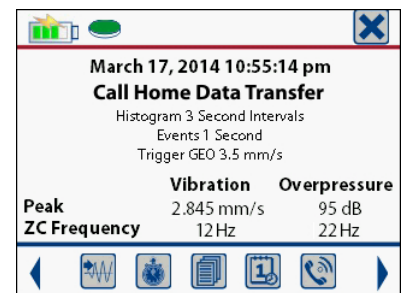 March 17, 2014 10:55:14 pm
Call Home Data Transfer
Histogram 3 Second Intervals
Events 1 Second
Trigger GEO 3.5 mm/s
Vibration Overpressure
Peak 2.845 mm/s 95 dB
ZC Frequency 12 Hz 22 Hz
1